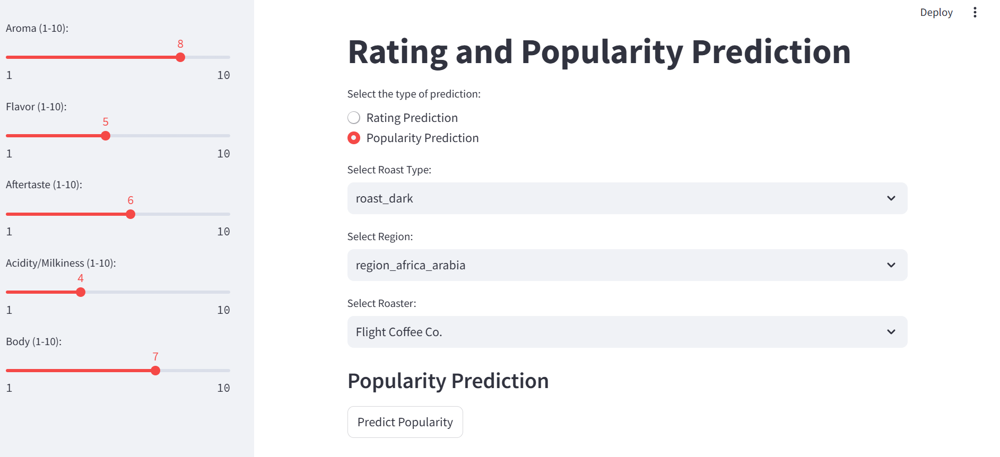 Aroma (1-10):
8
1 10
Flavor (1-10):
5
1 10
Aftertaste (1-10):
6
1 10
Acidity/Milkiness (1-10):
4
1 10
Body (1-10):
7
1 10
Deploy
Rating and Popularity Prediction
Select the type of prediction:
Rating Prediction
Popularity Prediction
Select Roast Type:
roast_dark
Select Region:
region_africa_arabia
Select Roaster:
Flight Coffee Co.
Popularity Prediction
Predict Popularity